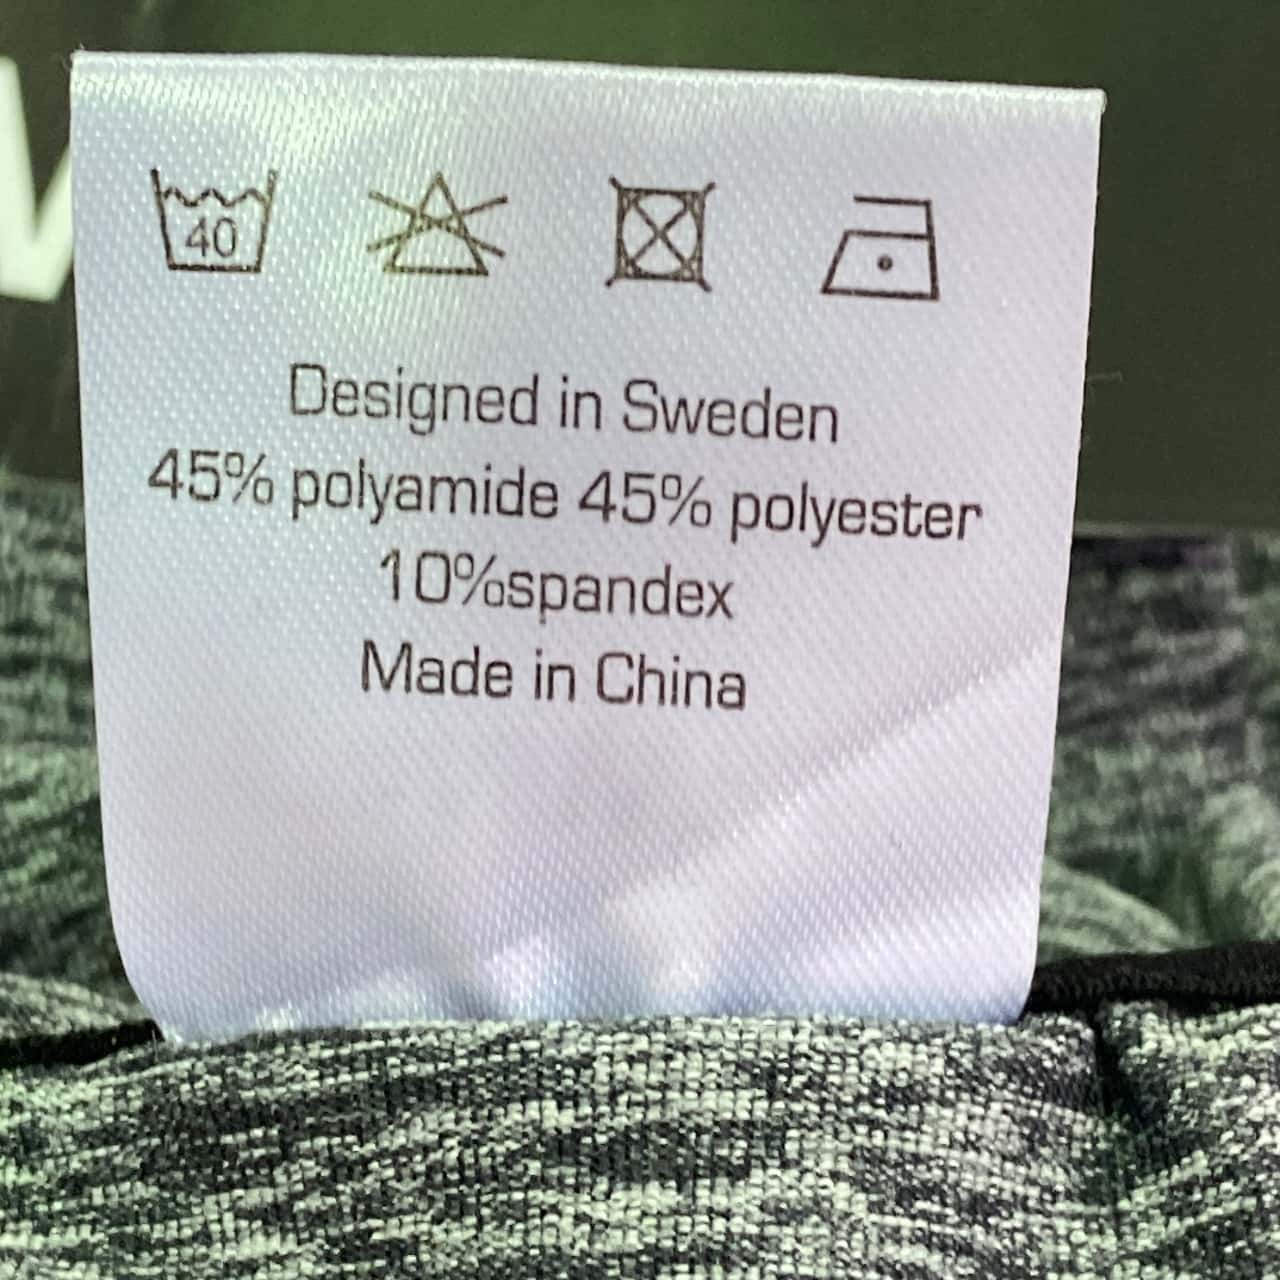 40
Designed in Sweden
45% polyamide 45% polyester
10%spandex
Made in China